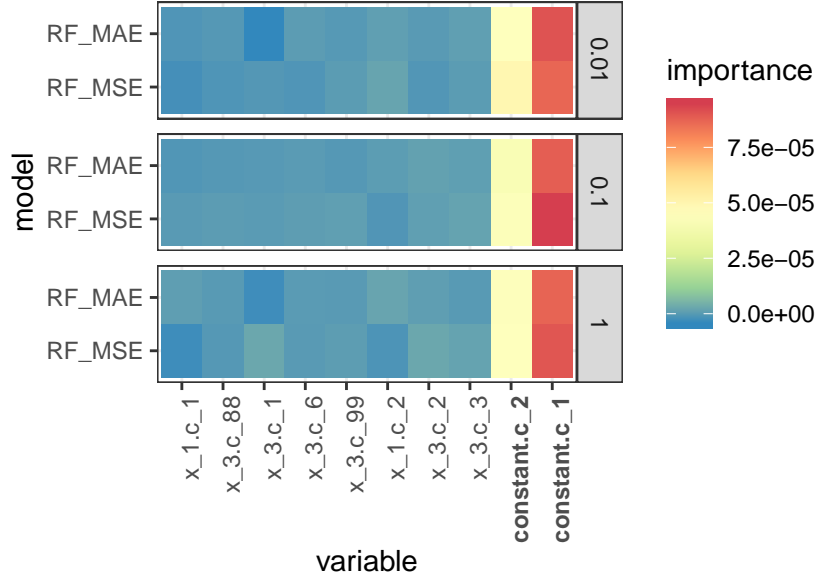 RF_MAE
RF_MSE
0.01
RF_MAE
RF_MSE
0.1
RF_MAE
RF_MSE
1
model
x_1.c_1
x_3.c_88
x_3.c_1
x_3.c_6
x_3.c_99
x_1.c_2
x_3.c_2
x_3.c_3
constant.c_2
constant.c_1
variable
importance
7.5e−05
5.0e−05
2.5e−05
0.0e+00